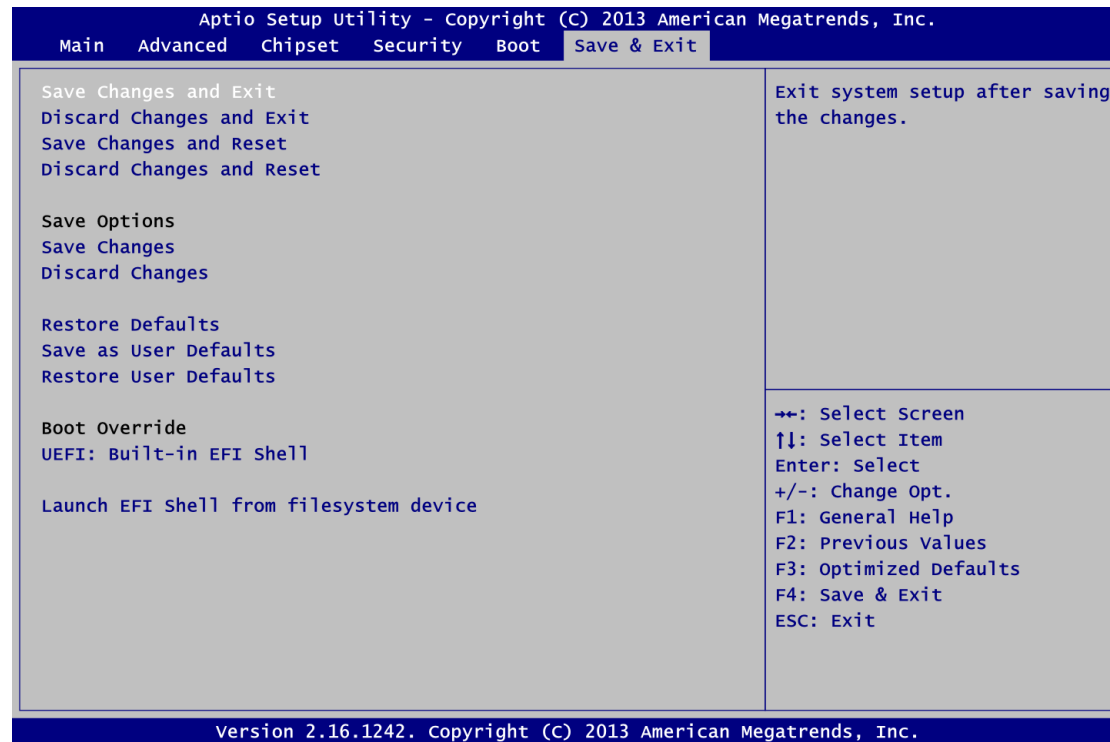 Aptio Setup Utility - Copyright (C) 2013 American Megatrends, Inc.
Main Advanced Chipset Security Boot Save & Exit
Save Changes and Exit
Discard Changes and Exit
Save Changes and Reset
Discard Changes and Reset
Save Options
Save Changes
Discard Changes
Restore Defaults
Save as User Defaults
Restore User Defaults
Boot Override
UEFI: Built-in EFI Shell
Launch EFI Shell from filesystem device
Exit system setup after saving
the changes.
→←: Select Screen
↑↓: Select Item
Enter: Select
+/-: Change Opt.
F1: General Help
F2: Previous Values
F3: Optimized Defaults
F4: Save & Exit
ESC: Exit
Version 2.16.1242. Copyright (C) 2013 American Megatrends, Inc.